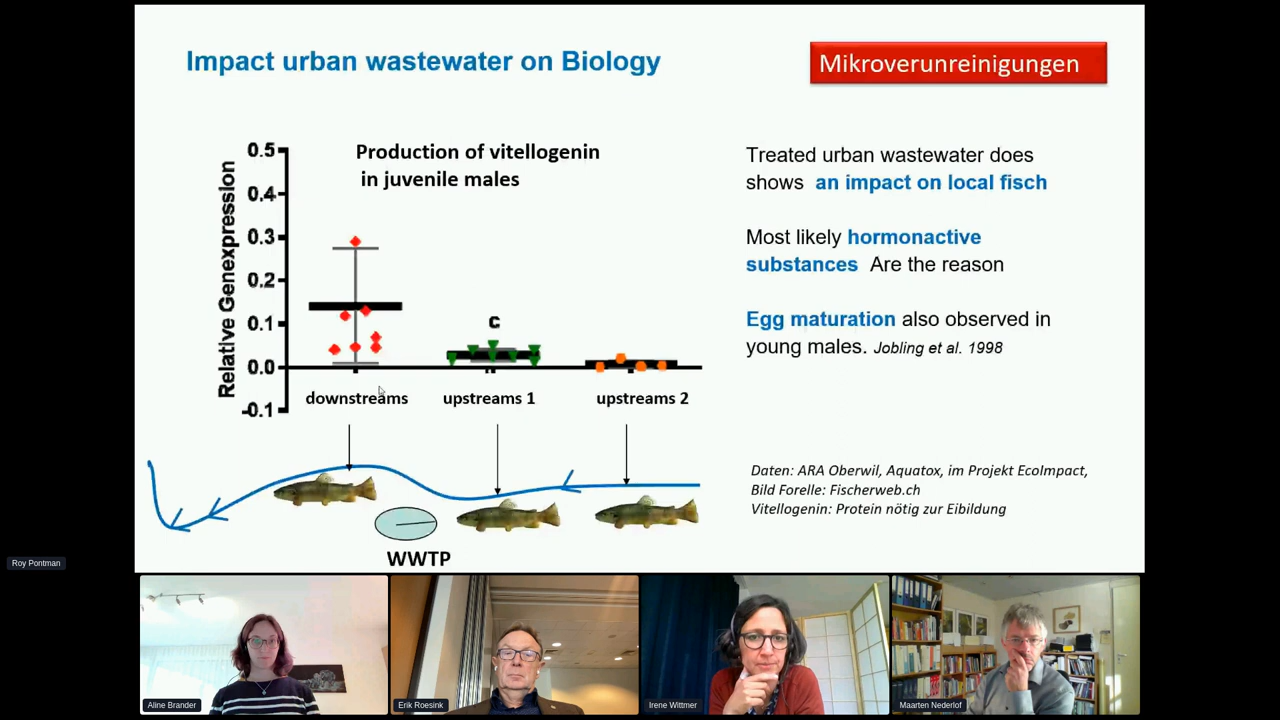 Impact urban wastewater on Biology
Mikroverunreinigungen
Production of vitellogenin
in juvenile males
Relative Genexpression
0.5
0.4
0.3
0.2
0.1
0.0
-0.1
C
downstreams
upstreams 1
upstreams 2
WWTP
Treated urban wastewater does
shows an impact on local fisch
Most likely hormonactive
substances Are the reason
Egg maturation also observed in
young males. Jobling et al. 1998
Daten: ARA Oberwil, Aquatox, im Projekt EcoImpact,
Bild Forelle: Fischerweb.ch
Vitellogenin: Protein nötig zur Eibildung
Roy Pontman
Aline Brander
Erik Roesink
Irene Wittmer
Maarten Nederlof